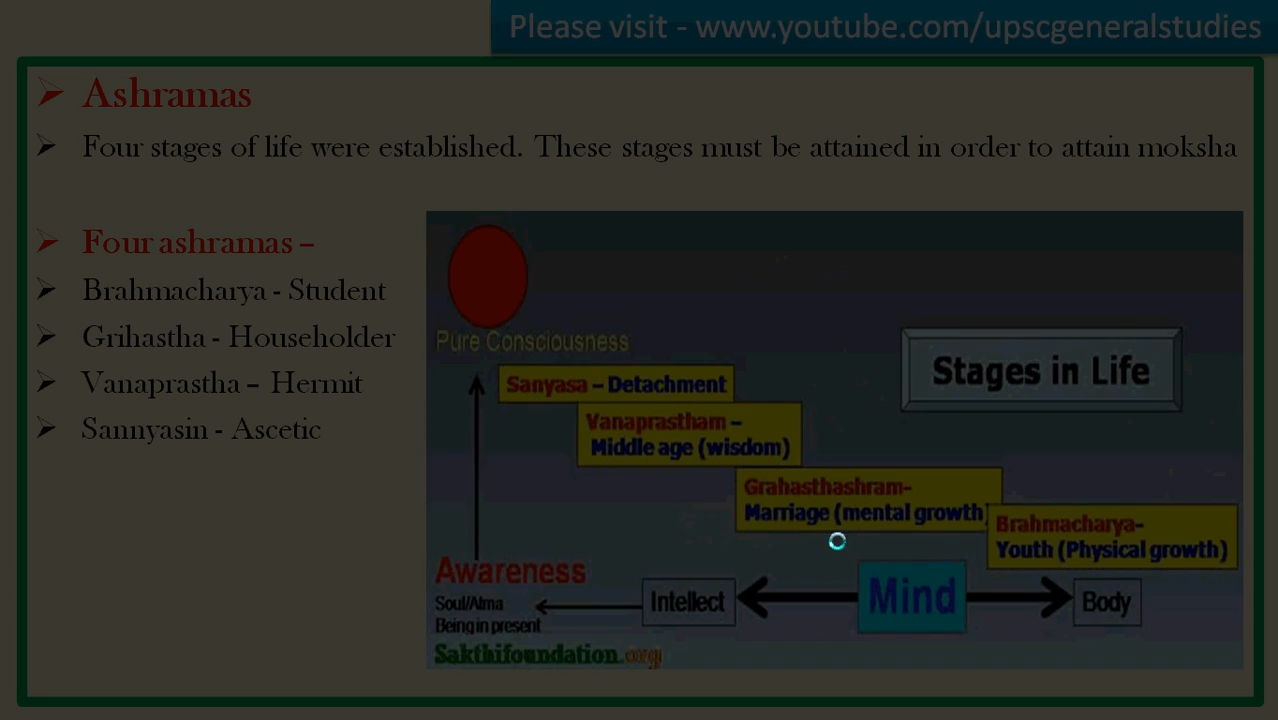 Please visit - www.youtube.com/upscgeneralstudies
Ashramas
Four stages of life were established. These stages must be attained in order to attain moksha
Four ashramas –
Brahmacharya - Student
Grihastha - Householder
Vanaprastha – Hermit
Sannyasin - Ascetic
Pure Consciousness
Stages in Life
Sanyasa – Detachment
Vanaprastham –
Middle age (wisdom)
Grahasthashram-
Marriage (mental growth)
Brahmacharya-
Youth (Physical growth)
Awareness
Soul/Atma
Being in present
Intellect
Mind
Body
Sakthifoundation.org